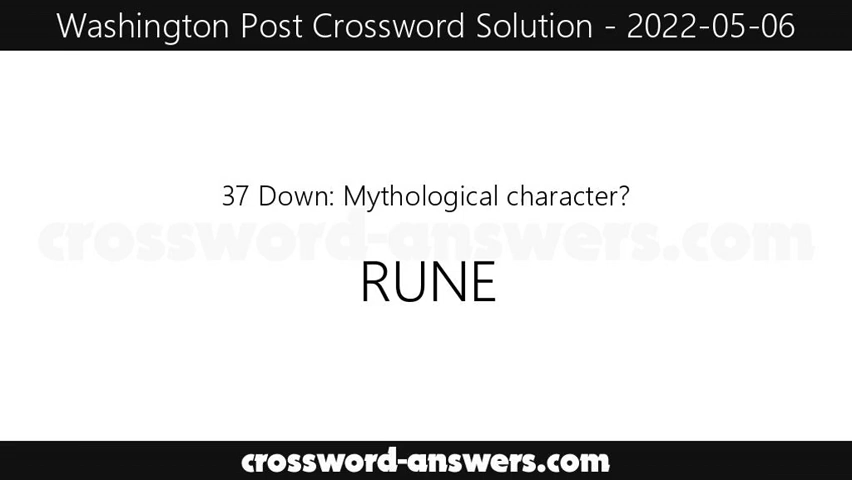 Washington Post Crossword Solution - 2022-05-06
37 Down: Mythological character?
crossword-answers.com
RUNE
crossword-answers.com